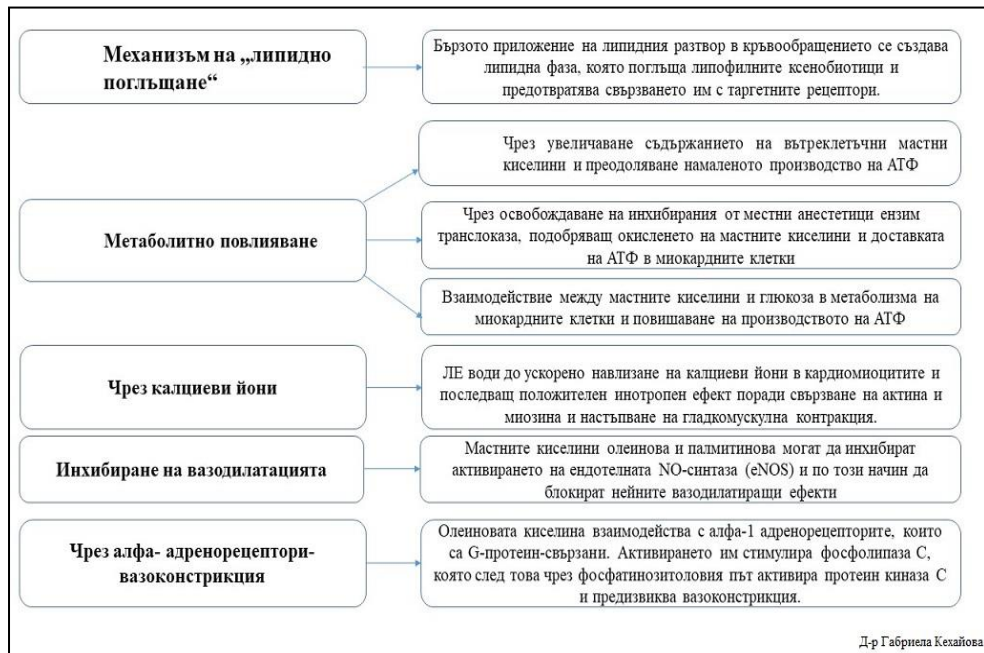 Механизъм на „липидно
поглъщане“
Бързото приложение на липидния разтвор в кръвообращението се създава
липидна фаза, която поглъща липофилните ксенобиотици и
предотвратява свързването им с таргетните рецептори.
Метаболитно повлияване
Чрез увеличаване съдържанието на вътреклетъчни мастни
киселини и преодоляване намаленото производство на АТФ
Чрез освобождаване на инхибирания от местни анестетици ензим
транслоказа, подобряващ окисленето на мастните киселини и доставката
на АТФ в миокардните клетки
Взаимодействие между мастните киселини и глюкоза в метаболизма на
миокардните клетки и повишаване на производството на АТФ
Чрез калциеви йони
ЛЕ води до ускорено навлизане на калциеви йони в кардиомиоцитите и
последващ положителен инотропен ефект поради свързване на актина и
миозина и настъпване на гладкомускулна контракция.
Инхибиране на вазодилатацията
Мастните киселини олеинова и палмитинова могат да инхибират
активирането на ендотелната NO-синтаза (eNOS) и по този начин да
блокират нейните вазодилатиращи ефекти
Чрез алфа- адренорецептори-
вазоконстрикция
Олеиновата киселина взаимодейства с алфа-1 адренорецепторите, които
са G-протеин-свързани. Активирането им стимулира фосфолипаза С,
която след това чрез фосфатинозитоловия път активира протеин киназа С
и предизвиква вазоконстрикция.
Д-р Габриела Кехайова